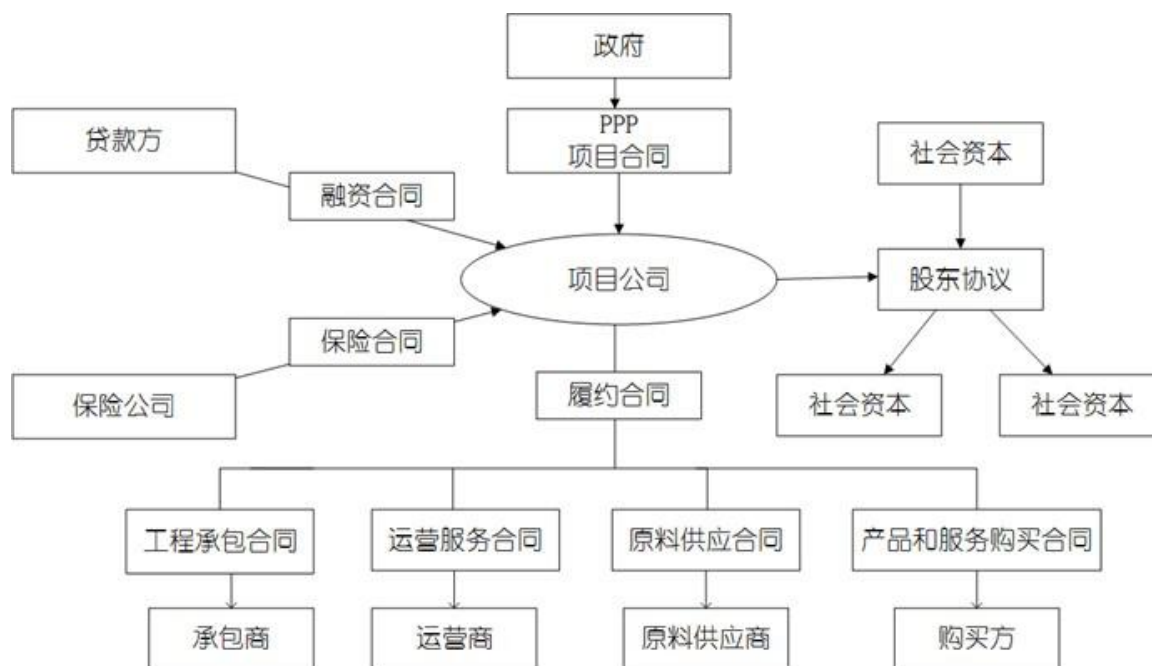 政府
贷款方
PPP
项目合同
社会资本
融资合同
项目公司
股东协议
保险合同
保险公司
履约合同
社会资本
社会资本
工程承包合同
运营服务合同
原料供应合同
产品和服务购买合同
承包商
运营商
原料供应商
购买方